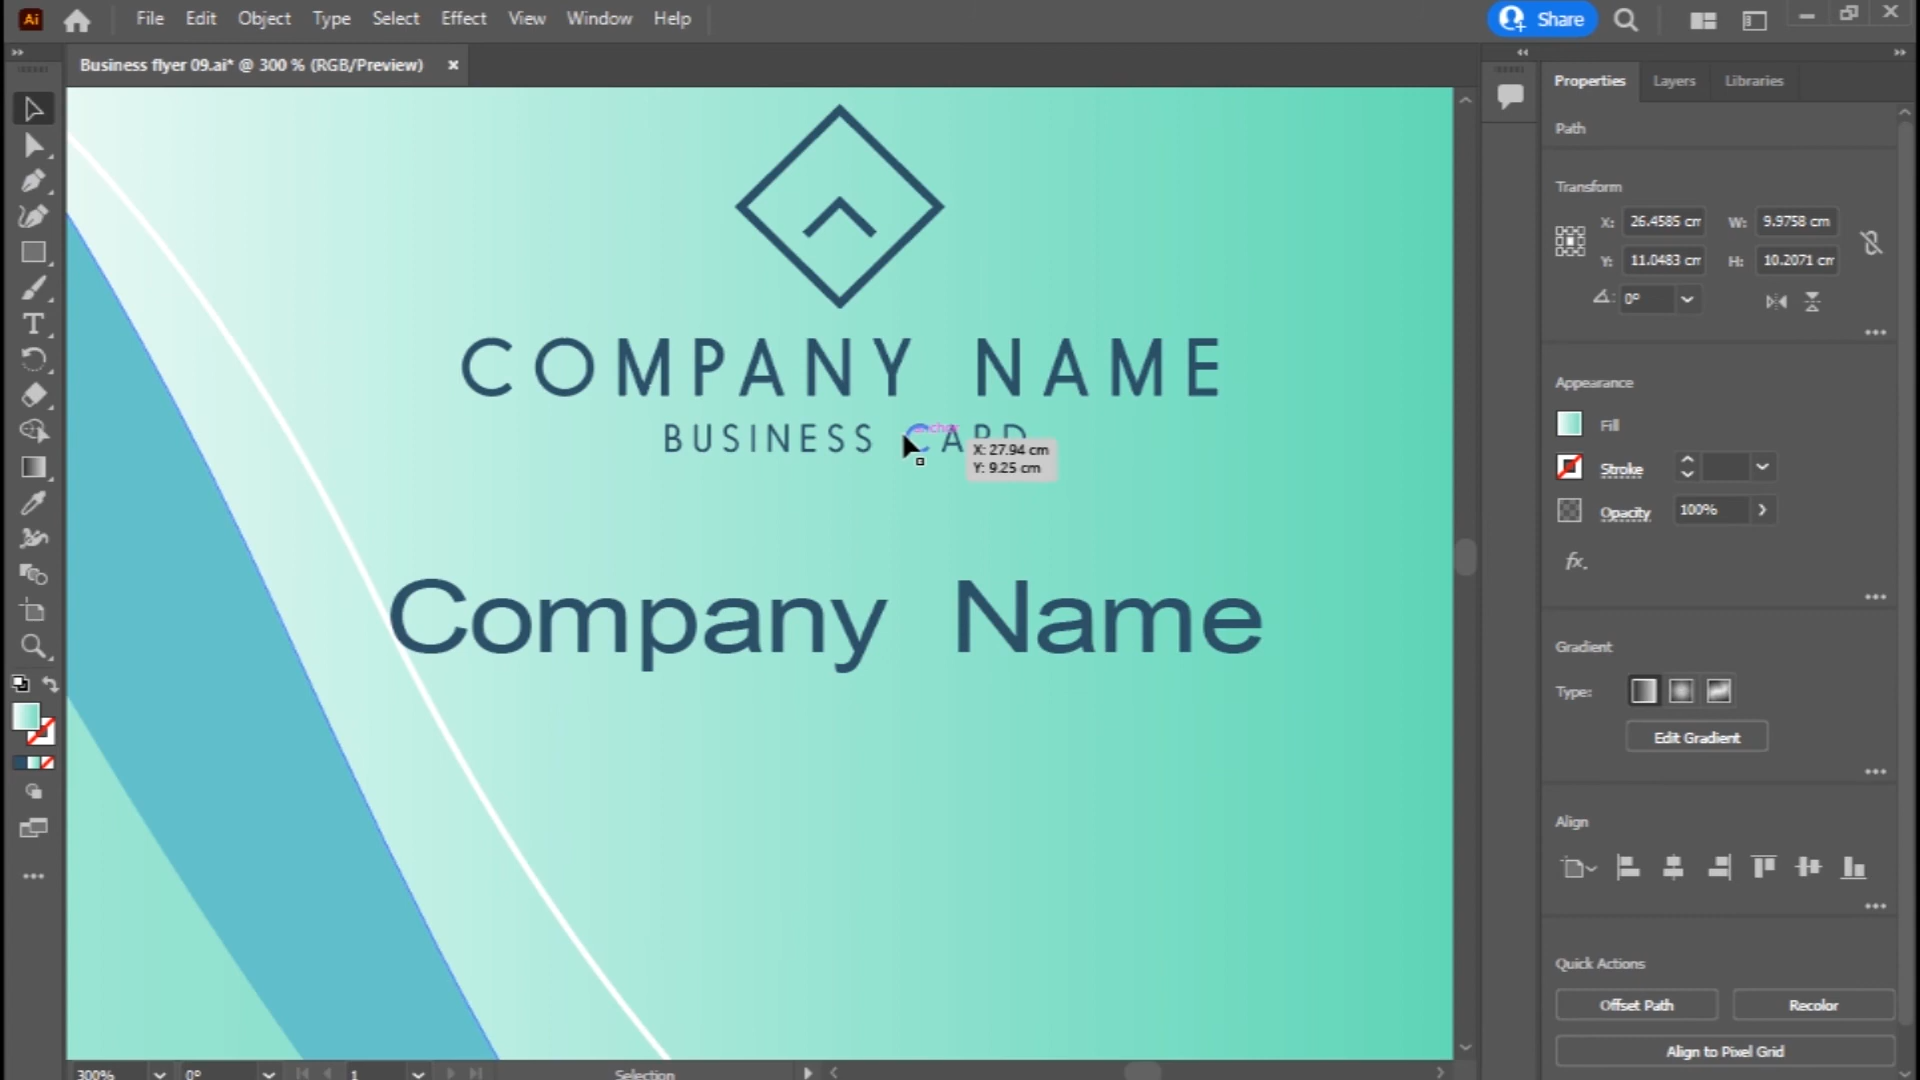 Ai File Edit Object Type Select Effect View Window Help Share
Business flyer 09.ai* @ 300 % (RGB/Preview) ×
Properties Layers Libraries
Path
Transform
X: 26.4585 cm W: 9.9758 cm
Y: 11.0483 cm H: 10.2071 cm
0°
Appearance
Fill
Stroke
Opacity 100%
fx.
Gradient
Type:
Edit Gradient
Align
Quick Actions
Offset Path Recolor
Align to Pixel Grid
COMPANY NAME
BUSINESS CARD
anchor
X: 27.94 cm
Y: 9.25 cm
Company Name
300% 0° 1 Selection